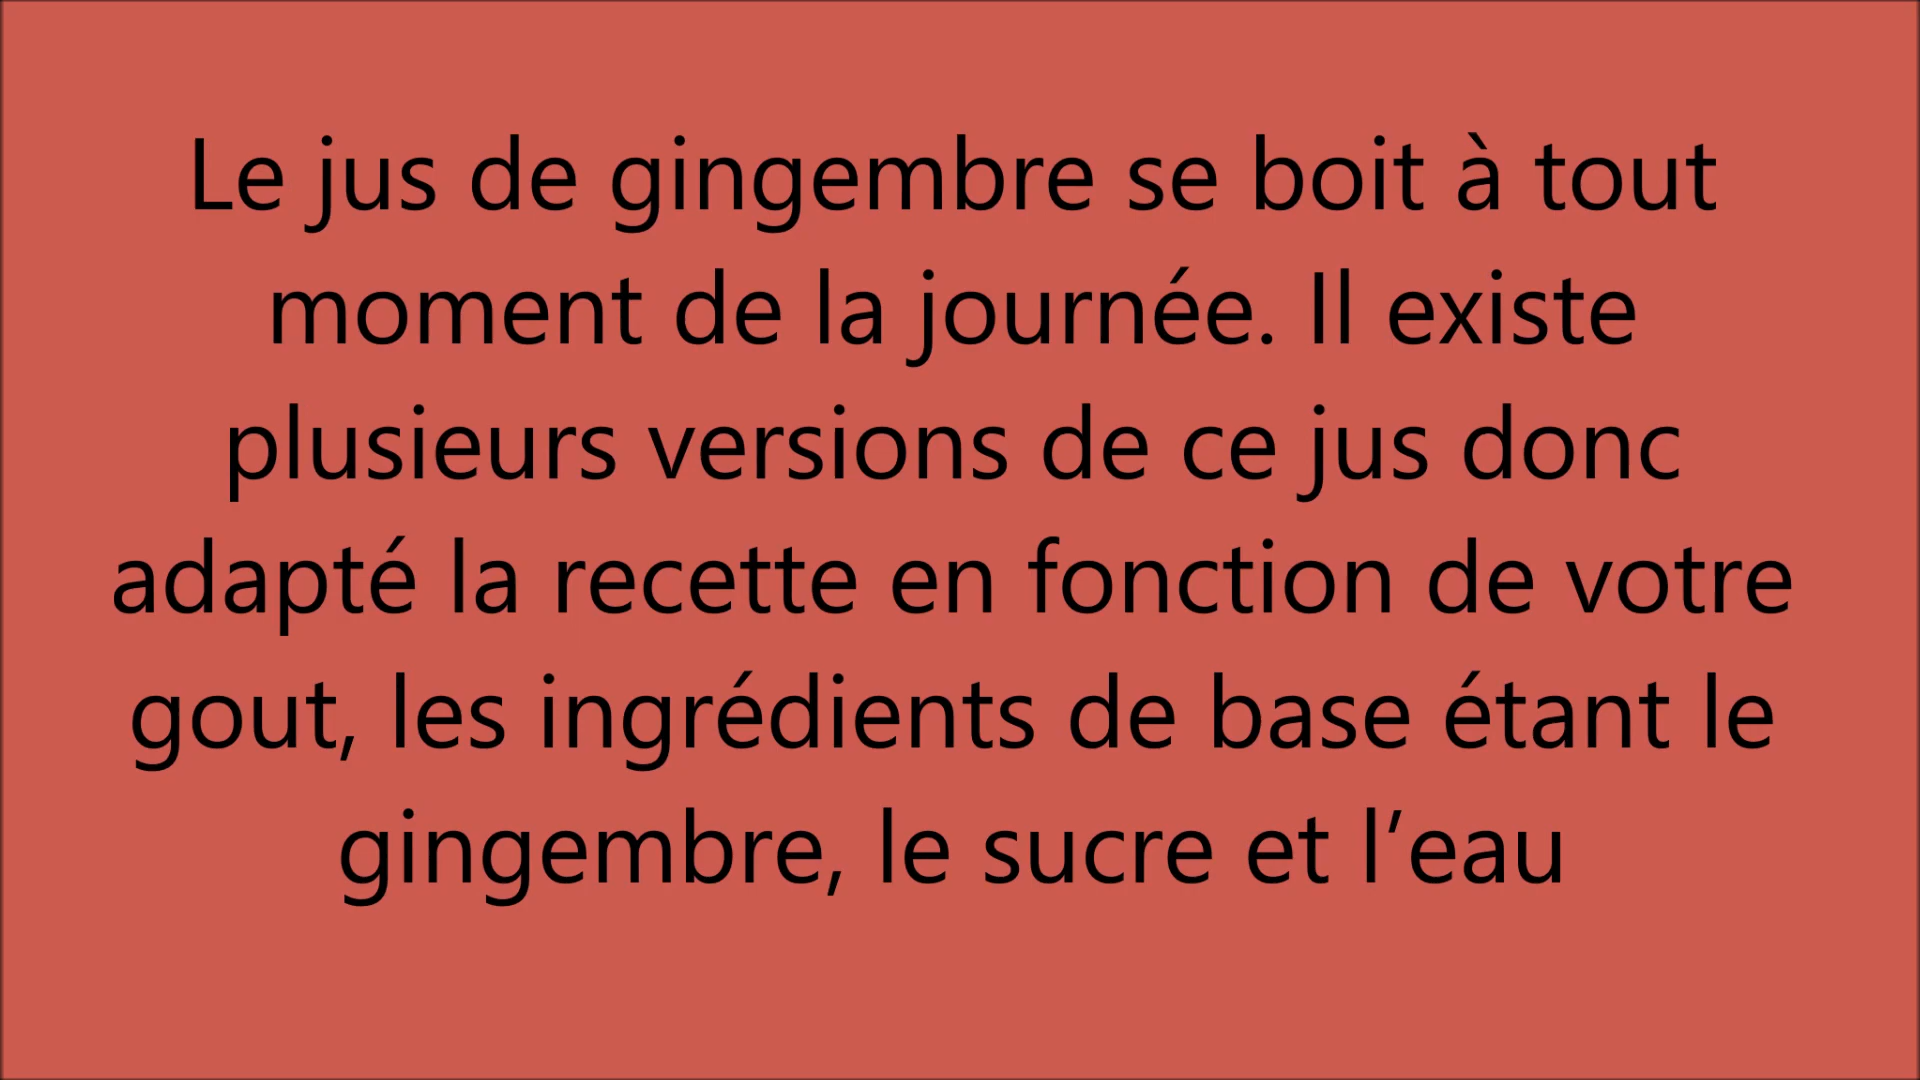 Le jus de gingembre se boit à tout
moment de la journée. Il existe
plusieurs versions de ce jus donc
adapté la recette en fonction de votre
gout, les ingrédients de base étant le
gingembre, le sucre et l’eau